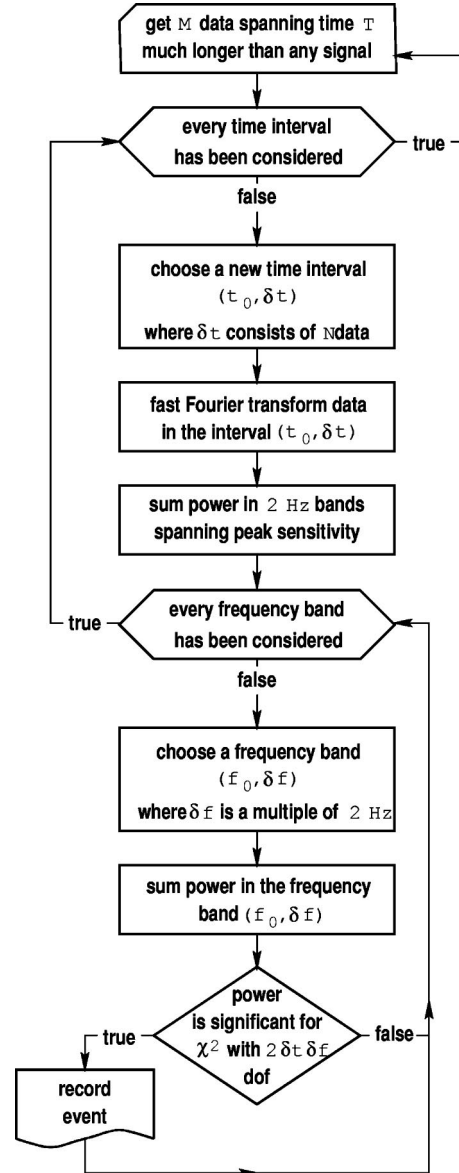 get M data spanning time T
much longer than any signal
every time interval
has been considered
true
false
choose a new time interval
(t₀,δt)
where δt consists of Ndata
fast Fourier transform data
in the interval (t₀,δt)
sum power in 2 Hz bands
spanning peak sensitivity
true
every frequency band
has been considered
false
choose a frequency band
(f₀,δf)
where δf is a multiple of 2 Hz
sum power in the frequency
band (f₀,δf)
power
is significant for
χ² with 2δtδf
dof
true
false
record
event